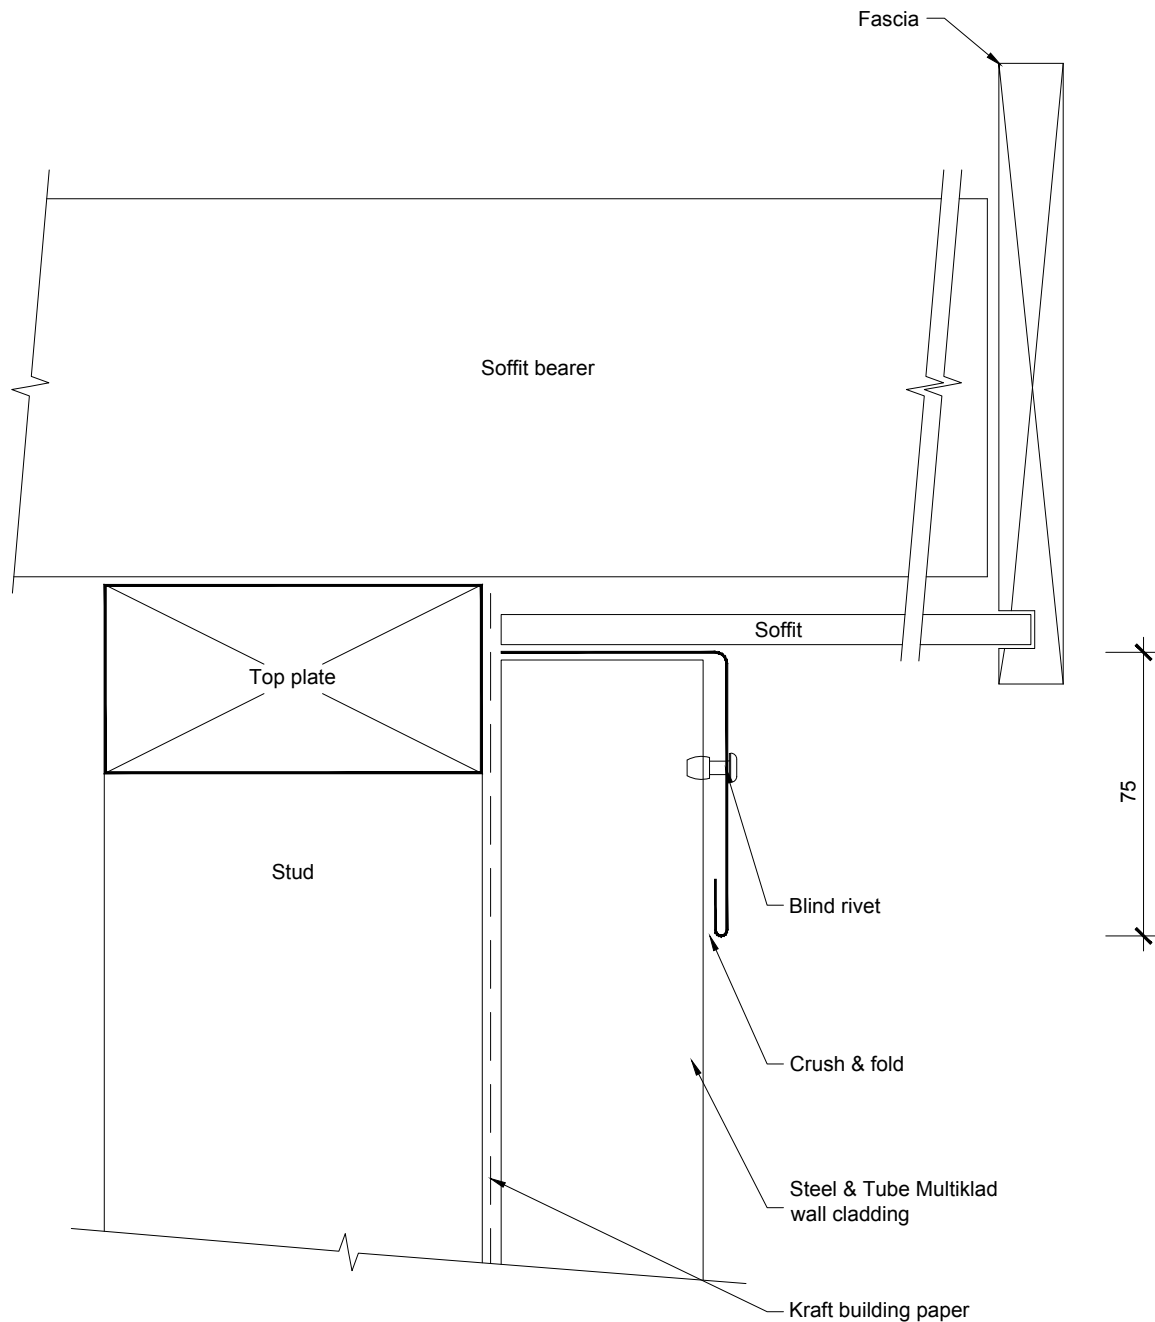 Fascia
Soffit bearer
Soffit
Top plate
75
Stud
Blind rivet
Crush & fold
Steel & Tube Multiklad
wall cladding
Kraft building paper